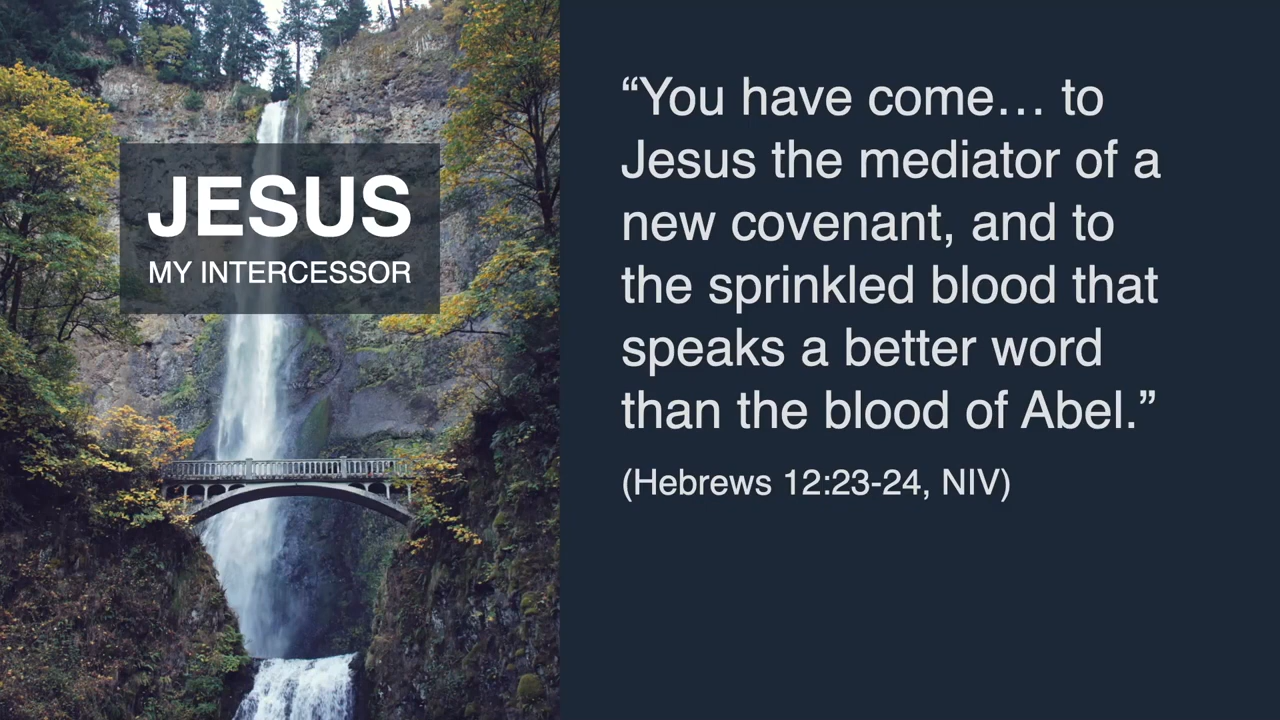 JESUS
MY INTERCESSOR
“You have come… to
Jesus the mediator of a
new covenant, and to
the sprinkled blood that
speaks a better word
than the blood of Abel.”
(Hebrews 12:23-24, NIV)